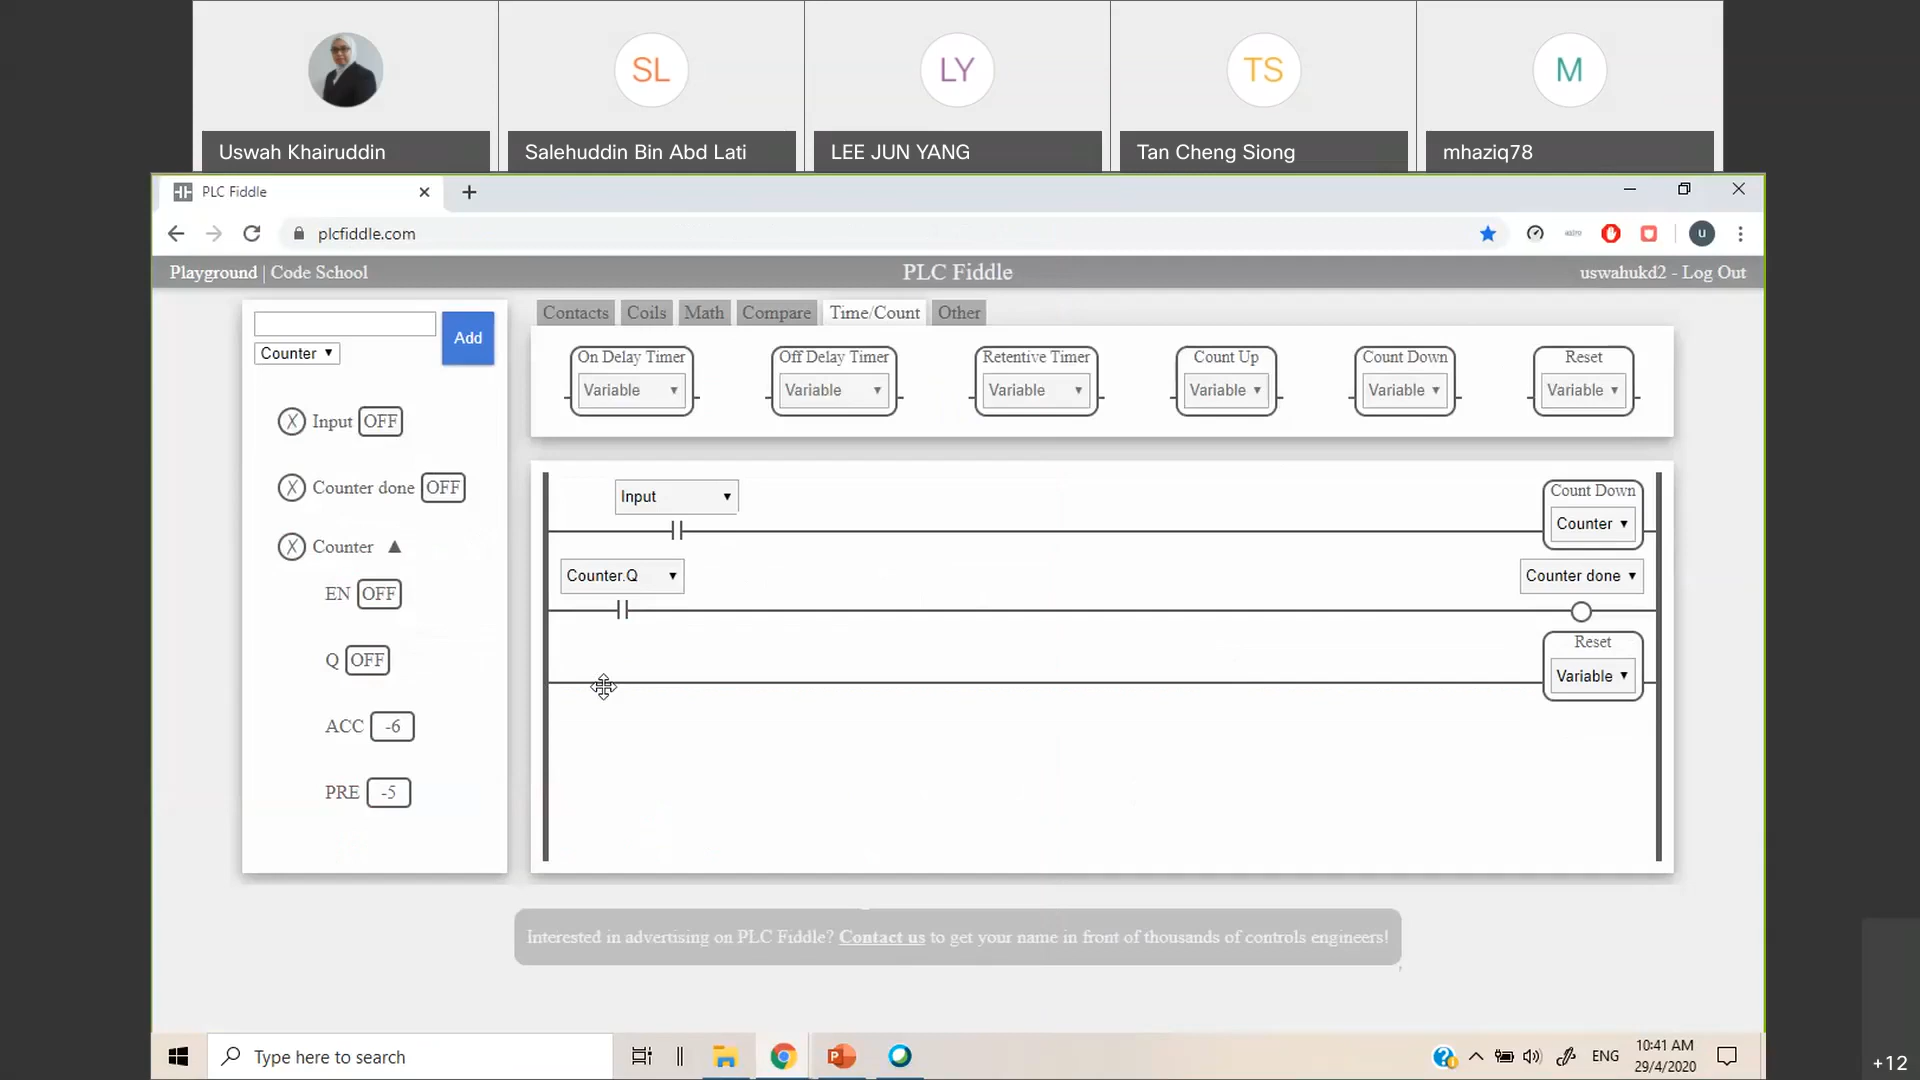 SL
LY
TS
M
Uswah Khairuddin
Salehuddin Bin Abd Lati
LEE JUN YANG
Tan Cheng Siong
mhaziq78
PLC Fiddle
plcfiddle.com
u
Playground | Code School
PLC Fiddle
uswahukd2 - Log Out
Add
Counter
Input OFF
Counter done OFF
Counter
EN OFF
Q OFF
ACC -6
PRE -5
Contacts
Coils
Math
Compare
Time/Count
Other
On Delay Timer
Variable
Off Delay Timer
Variable
Retentive Timer
Variable
Count Up
Variable
Count Down
Variable
Reset
Variable
Input
Count Down
Counter
Counter.Q
Counter done
Reset
Variable
Interested in advertising on PLC Fiddle? Contact us to get your name in front of thousands of controls engineers!
Type here to search
ENG
10:41 AM
29/4/2020
+12